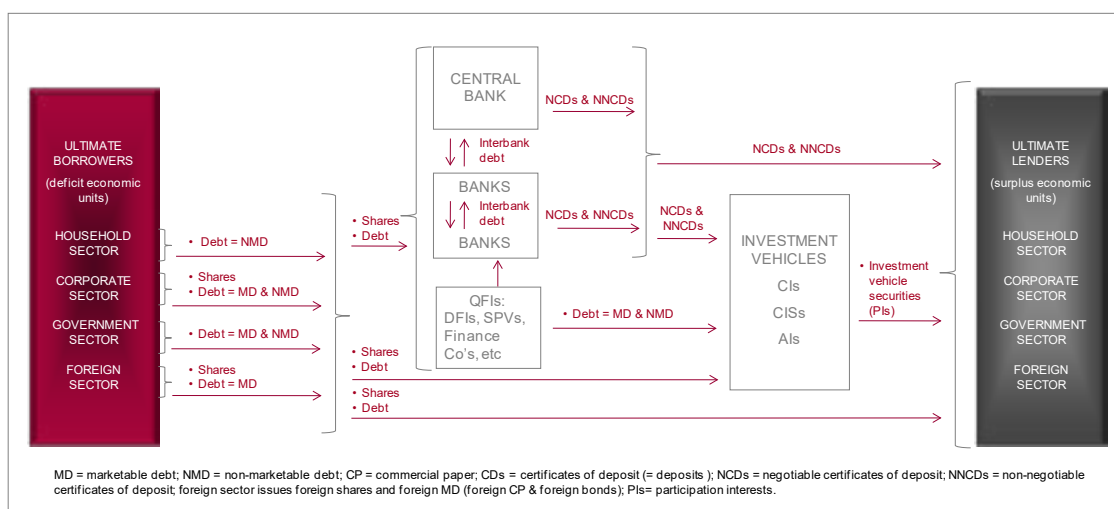 ULTIMATE
BORROWERS
(deficit economic
units)
HOUSEHOLD
SECTOR
CORPORATE
SECTOR
GOVERNMENT
SECTOR
FOREIGN
SECTOR
• Debt = NMD
• Shares
• Debt = MD & NMD
• Debt = MD & NMD
• Shares
• Debt = MD
• Shares
• Debt
CENTRAL
BANK
Interbank
debt
BANKS
Interbank
debt
BANKS
QFIs:
DFIs, SPVs,
Finance
Co's, etc
NCDs & NNCDs
NCDs & NNCDs
• Debt = MD & NMD
• Shares
• Debt
• Shares
• Debt
NCDs & NNCDs
NCDs &
NNCDs
INVESTMENT
VEHICLES
CIs
CISs
AIs
• Investment
vehicle
securities
(PIs)
ULTIMATE
LENDERS
(surplus economic
units)
HOUSEHOLD
SECTOR
CORPORATE
SECTOR
GOVERNMENT
SECTOR
FOREIGN
SECTOR
MD = marketable debt; NMD = non-marketable debt; CP = commercial paper; CDs = certificates of deposit (= deposits ); NCDs = negotiable certificates of deposit; NNCDs = non-negotiable
certificates of deposit; foreign sector issues foreign shares and foreign MD (foreign CP & foreign bonds); PIs= participation interests.